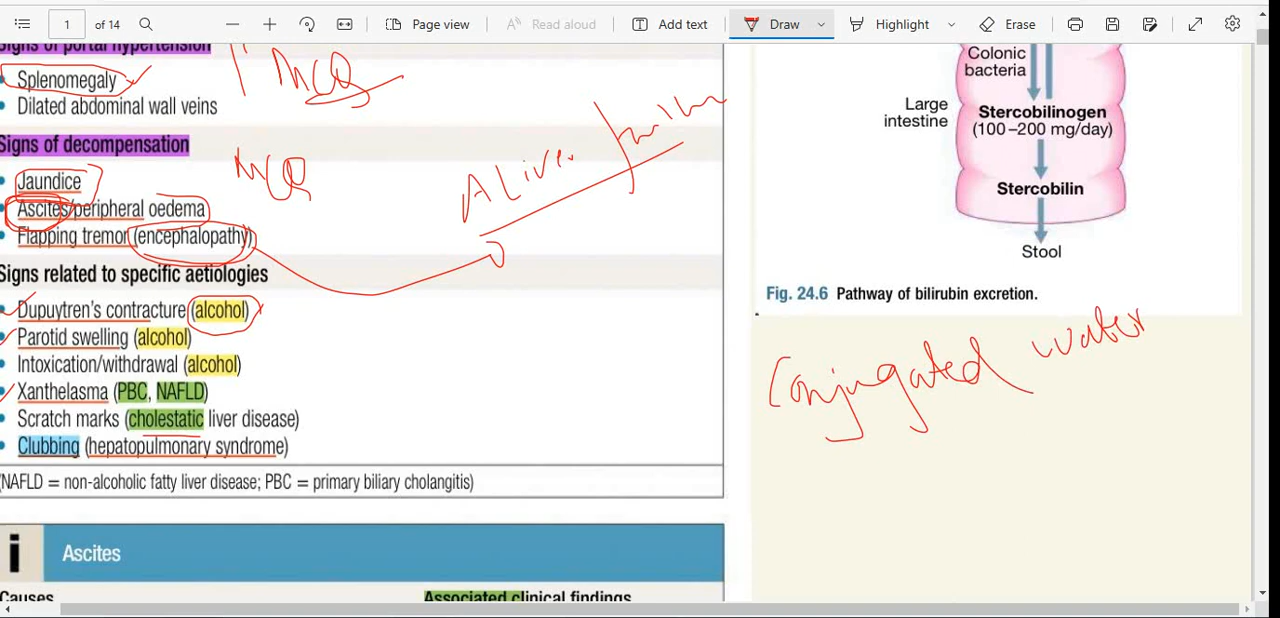 1 of 14 Page view Read aloud Add text Draw Highlight Erase
Signs of portal hypertension
• Splenomegaly
MCQ
• Dilated abdominal wall veins
Signs of decompensation
MCQ
• Jaundice
• Ascites/peripheral oedema
• Flapping tremor (encephalopathy)
Alive
Signs related to specific aetiologies
• Dupuytren's contracture (alcohol)
• Parotid swelling (alcohol)
• Intoxication/withdrawal (alcohol)
• Xanthelasma (PBC, NAFLD)
• Scratch marks (cholestatic liver disease)
• Clubbing (hepatopulmonary syndrome)
(NAFLD = non-alcoholic fatty liver disease; PBC = primary biliary cholangitis)
i Ascites
Causes
Associated clinical findings
Colonic
bacteria
Large
intestine
Stercobilinogen
(100–200 mg/day)
Stercobilin
Stool
Fig. 24.6 Pathway of bilirubin excretion.
Conjugated water